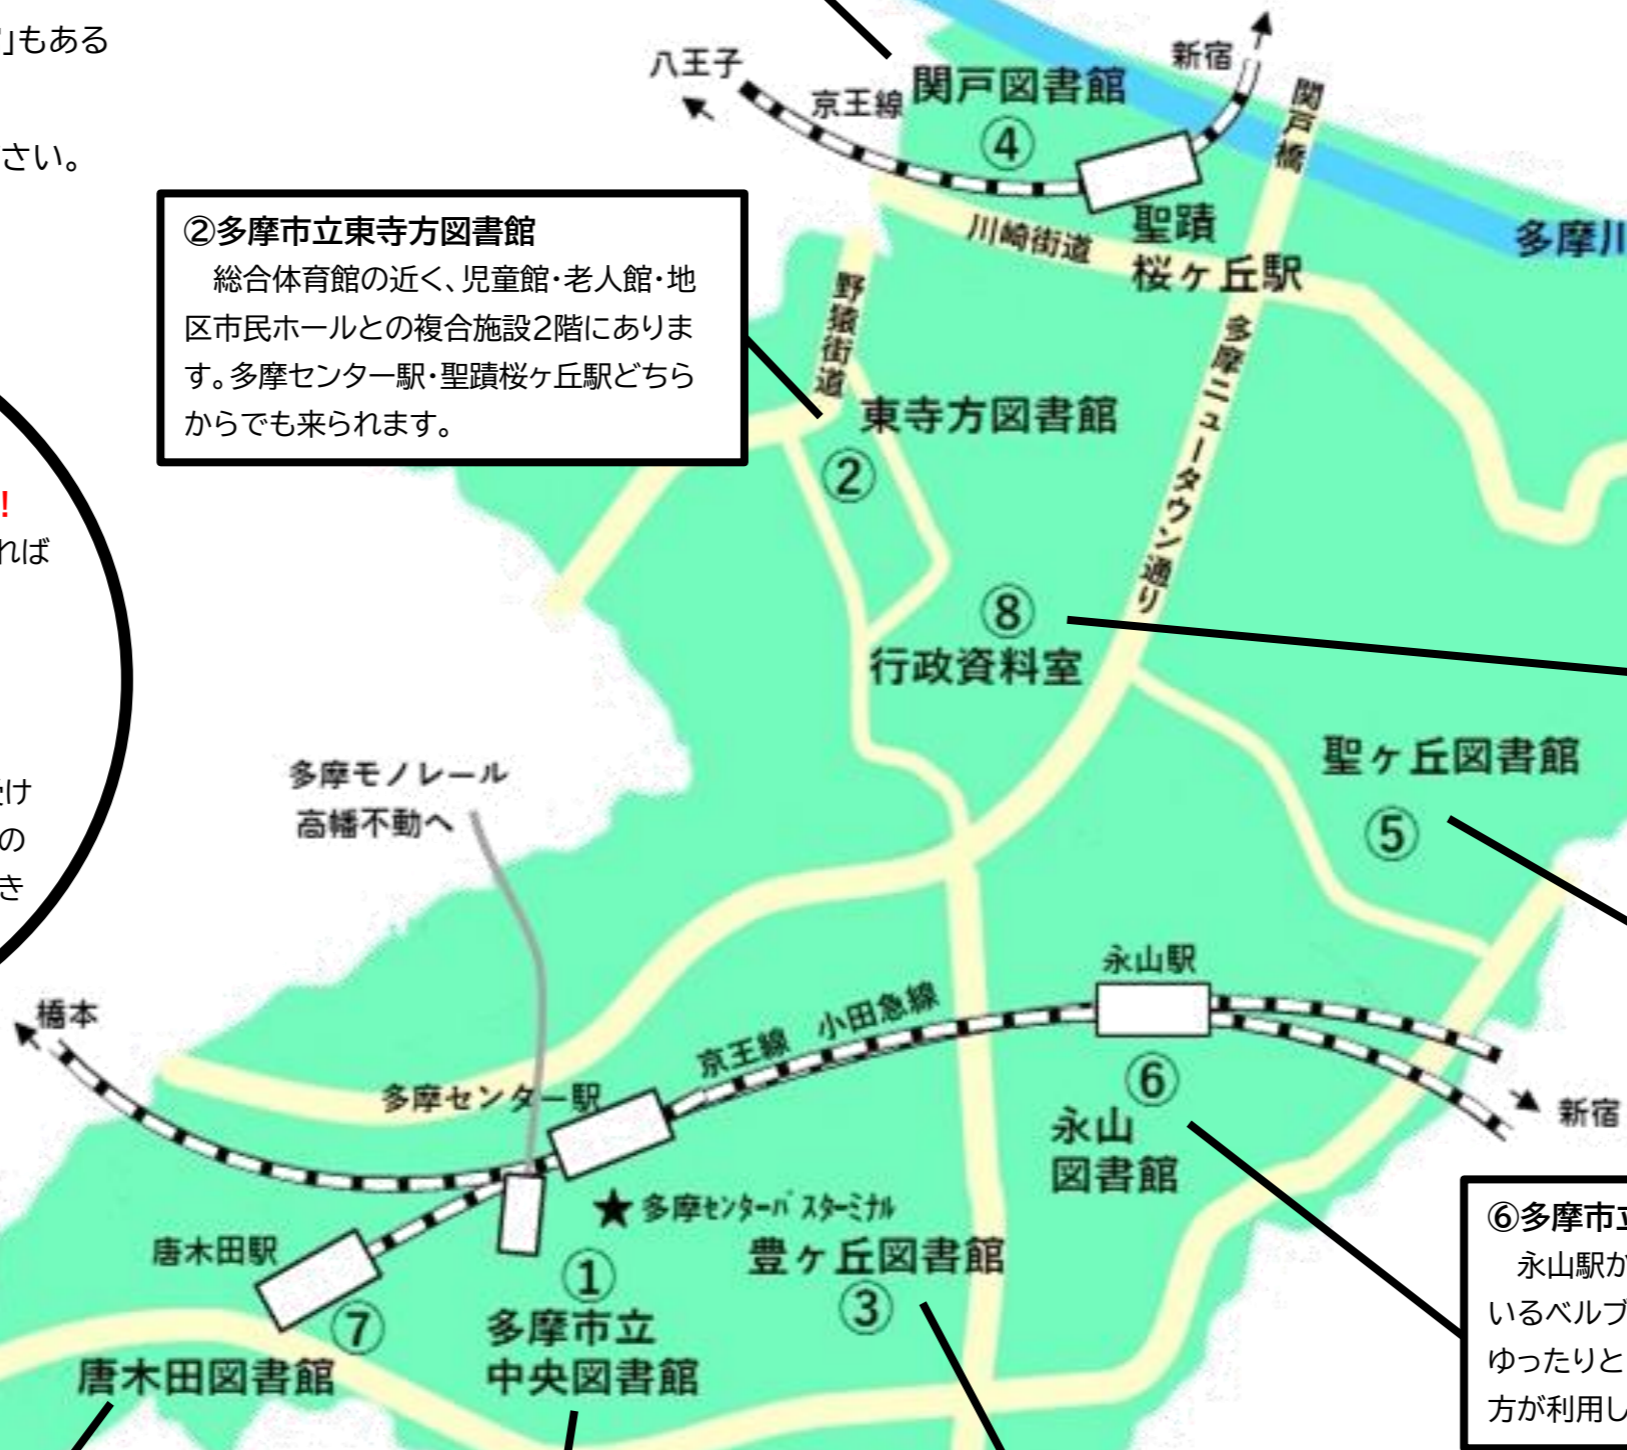 」もある
さい。
八王子
京王線
関戸図書館
④
新宿
関戸橋
多摩川
川崎街道
聖蹟
桜ヶ丘駅
②多摩市立東寺方図書館
総合体育館の近く、児童館・老人館・地
区市民ホールとの複合施設2階にありま
す。多摩センター駅・聖蹟桜ヶ丘駅どちら
からでも来られます。
野猿街道
多摩ニュータウン通り
東寺方図書館
②
!
れば
⑧
行政資料室
聖ヶ丘図書館
⑤
多摩モノレール
高幡不動へ
け
の
き
橋本
永山駅
京王線 小田急線
多摩センター駅
⑥
永山
図書館
新宿
★多摩センターバスターミナル
唐木田駅
⑦
唐木田図書館
①
多摩市立
中央図書館
豊ヶ丘図書館
③
⑥多摩市立
永山駅か
いるベルブ
ゆったりと
方が利用し